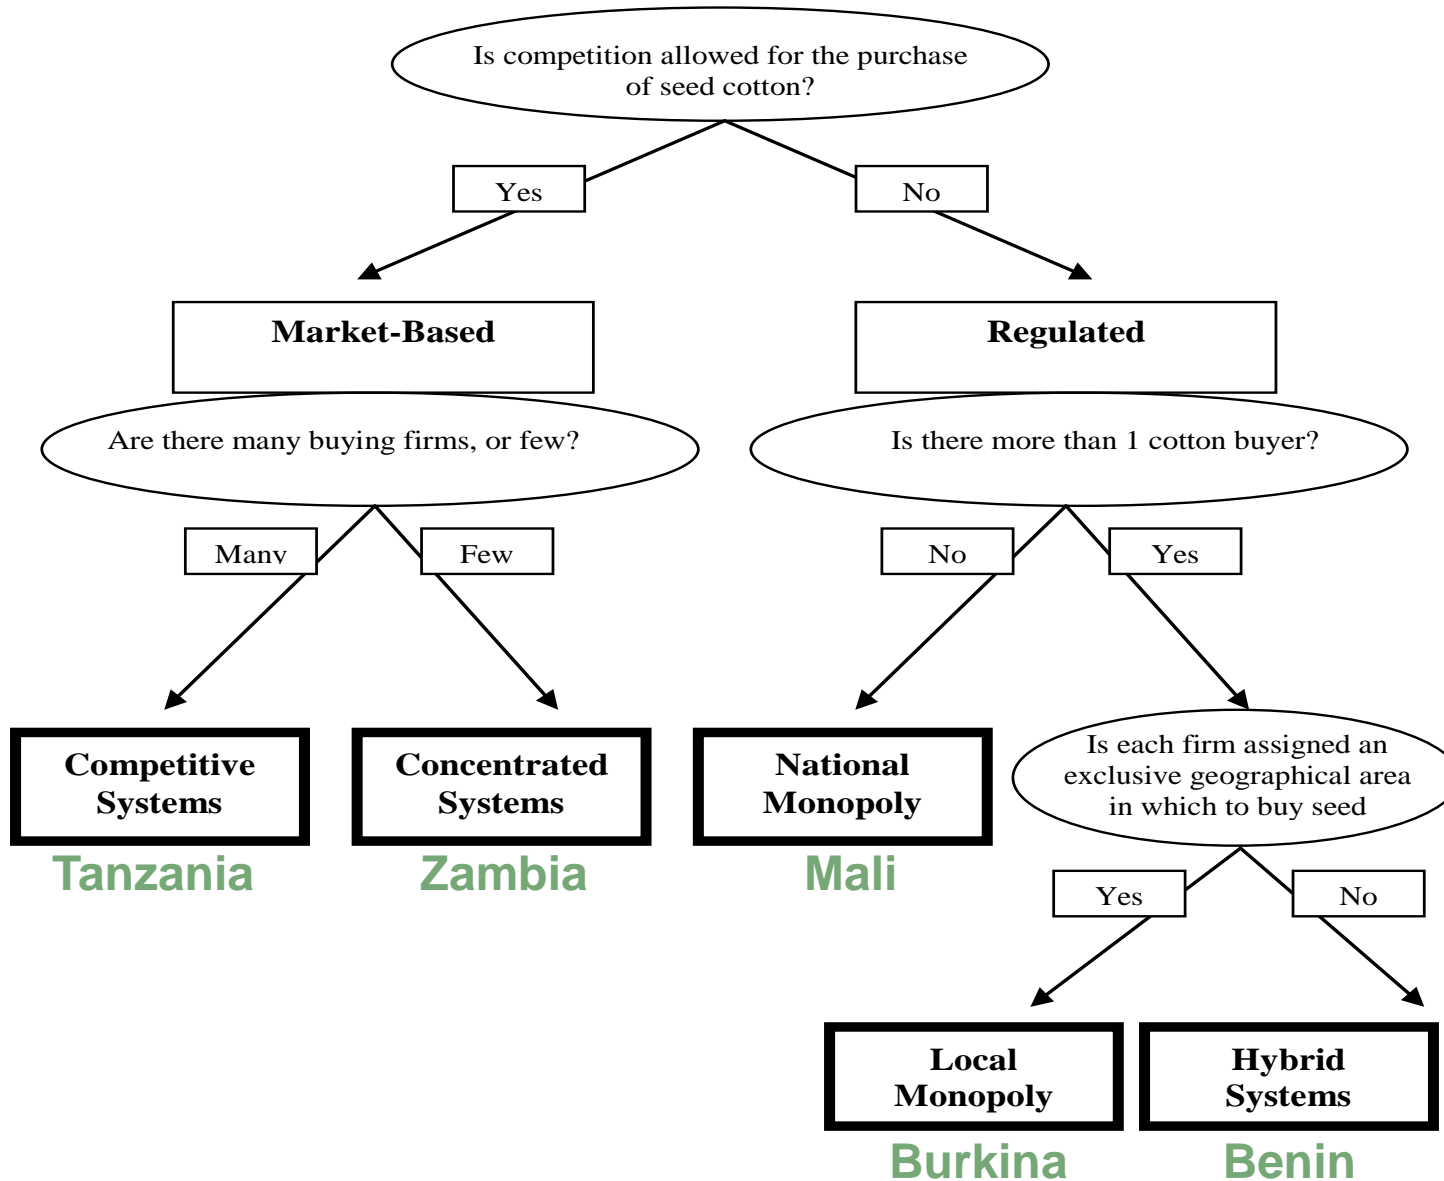 Is competition allowed for the purchase
of seed cotton?
Yes
No
Market-Based
Regulated
Are there many buying firms, or few?
Is there more than 1 cotton buyer?
Many
Few
No
Yes
Competitive
Systems
Concentrated
Systems
National
Monopoly
Is each firm assigned an
exclusive geographical area
in which to buy seed
Tanzania
Zambia
Mali
Yes
No
Local
Monopoly
Hybrid
Systems
Burkina
Benin